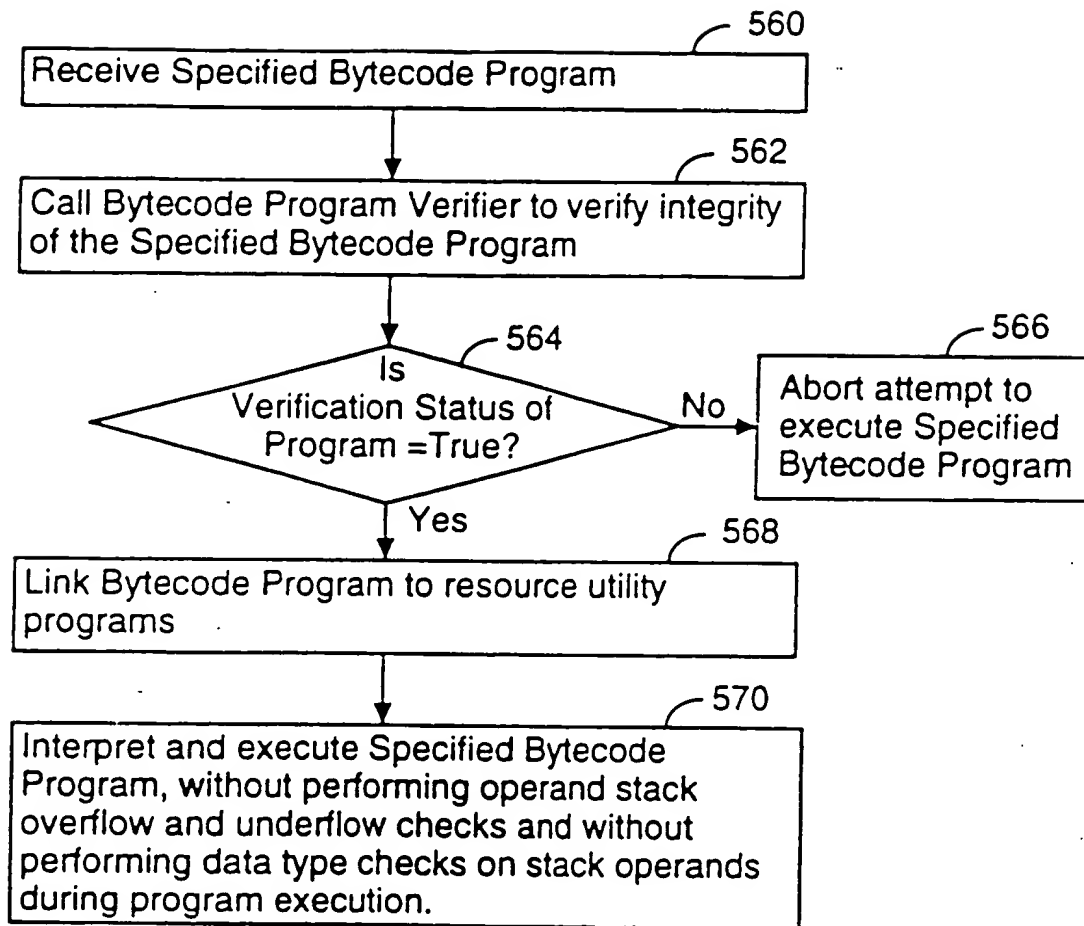 560
Receive Specified Bytecode Program
562
Call Bytecode Program Verifier to verify integrity
of the Specified Bytecode Program
564
Is
Verification Status of
Program =True?
No
566
Abort attempt to
execute Specified
Bytecode Program
Yes
568
Link Bytecode Program to resource utility
programs
570
Interpret and execute Specified Bytecode
Program, without performing operand stack
overflow and underflow checks and without
performing data type checks on stack operands
during program execution.